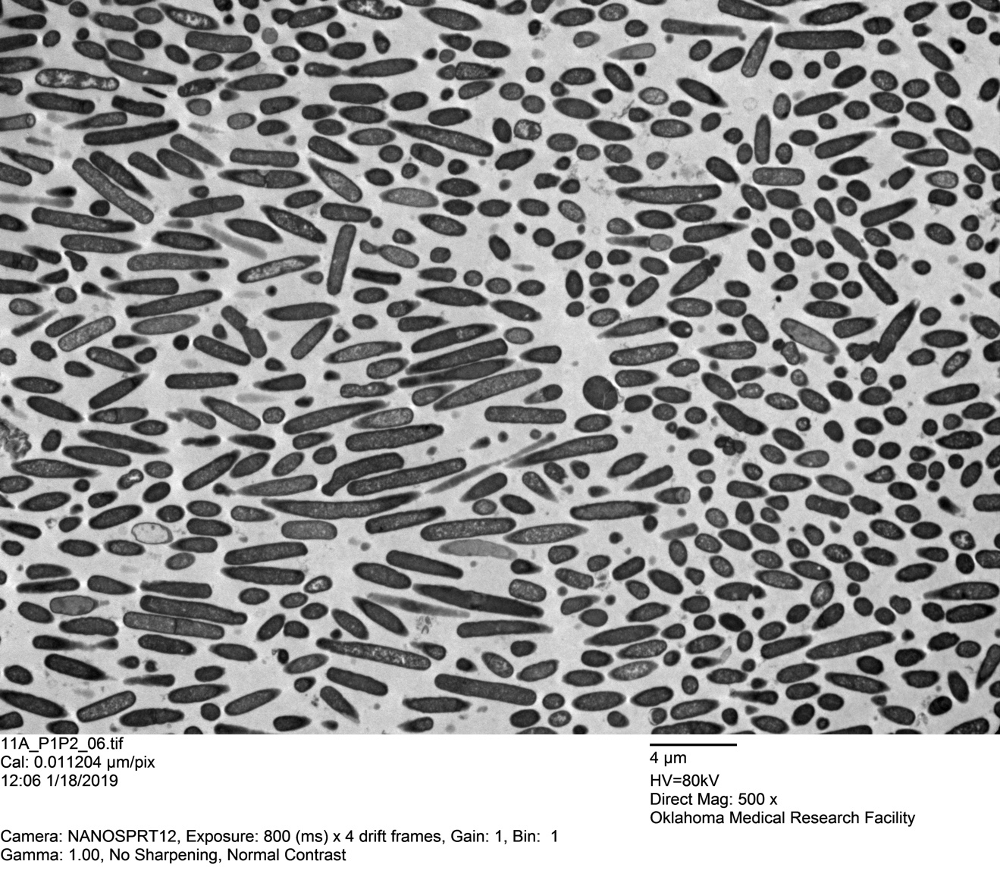 11A_P1P2_06.tif
Cal: 0.011204 µm/pix
12:06 1/18/2019
4 µm
HV=80kV
Direct Mag: 500 x
Oklahoma Medical Research Facility
Camera: NANOSPRT12, Exposure: 800 (ms) x 4 drift frames, Gain: 1, Bin: 1
Gamma: 1.00, No Sharpening, Normal Contrast